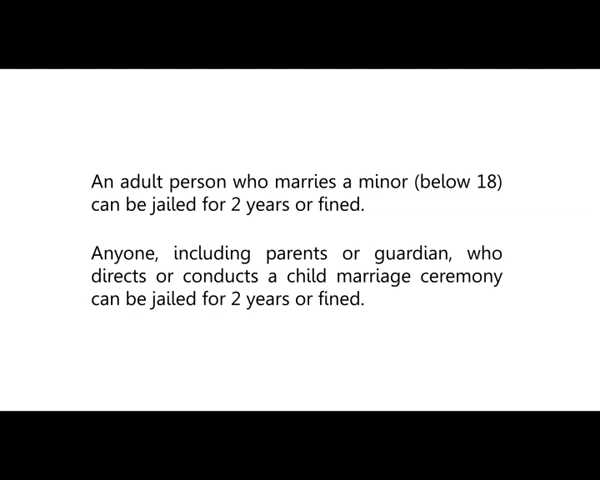 An adult person who marries a minor (below 18)
can be jailed for 2 years or fined.
Anyone, including parents or guardian, who
directs or conducts a child marriage ceremony
can be jailed for 2 years or fined.